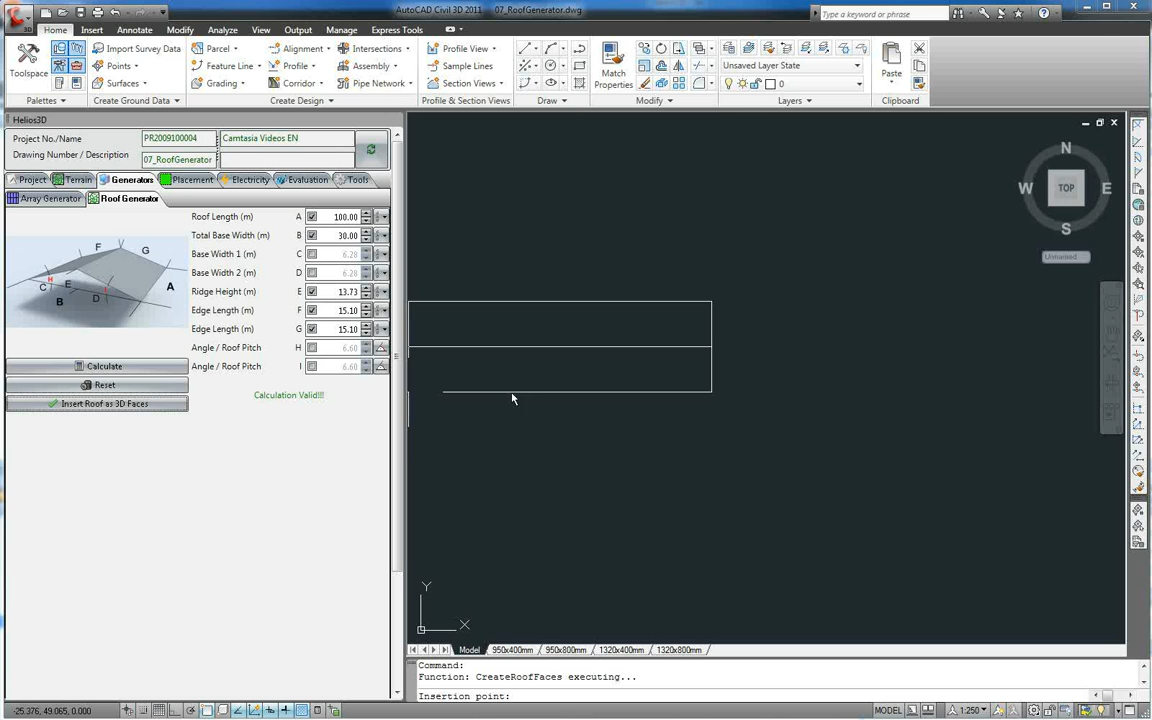 AutoCAD Civil 3D 2011 07_RoofGenerator.dwg
Type a keyword or phrase
Home Insert Annotate Modify Analyze View Output Manage Express Tools
Toolspace
Import Survey Data
Points
Surfaces
Parcel
Feature Line
Grading
Alignment
Profile
Corridor
Intersections
Assembly
Pipe Network
Profile View
Sample Lines
Section Views
Match Properties
Unsaved Layer State
0
Paste
Palettes Create Ground Data Create Design Profile & Section Views Draw Modify Layers Clipboard
Helios3D
Project No./Name PR2009100004 Camtasia Videos EN
Drawing Number / Description 07_RoofGenerator
Project Terrain Generators Placement Electricity Evaluation Tools
Array Generator Roof Generator
Roof Length (m) A 100.00
Total Base Width (m) B 30.00
Base Width 1 (m) C 6.20
Base Width 2 (m) D 6.20
Ridge Height (m) E 13.73
Edge Length (m) F 15.10
Edge Length (m) G 15.10
Angle / Roof Pitch H 6.60
Angle / Roof Pitch I 6.60
F G H C E A B D I
Calculate
Reset
Insert Roof as 3D Faces
Calculation Valid!!!
N
W TOP E
S
Unnamed
Y
X
Model 950x400mm 950x800mm 1320x400mm 1320x800mm
Command:
Function: CreateRoofFaces executing...
Insertion point:
-25.376, 49.065, 0.000
MODEL 1:250